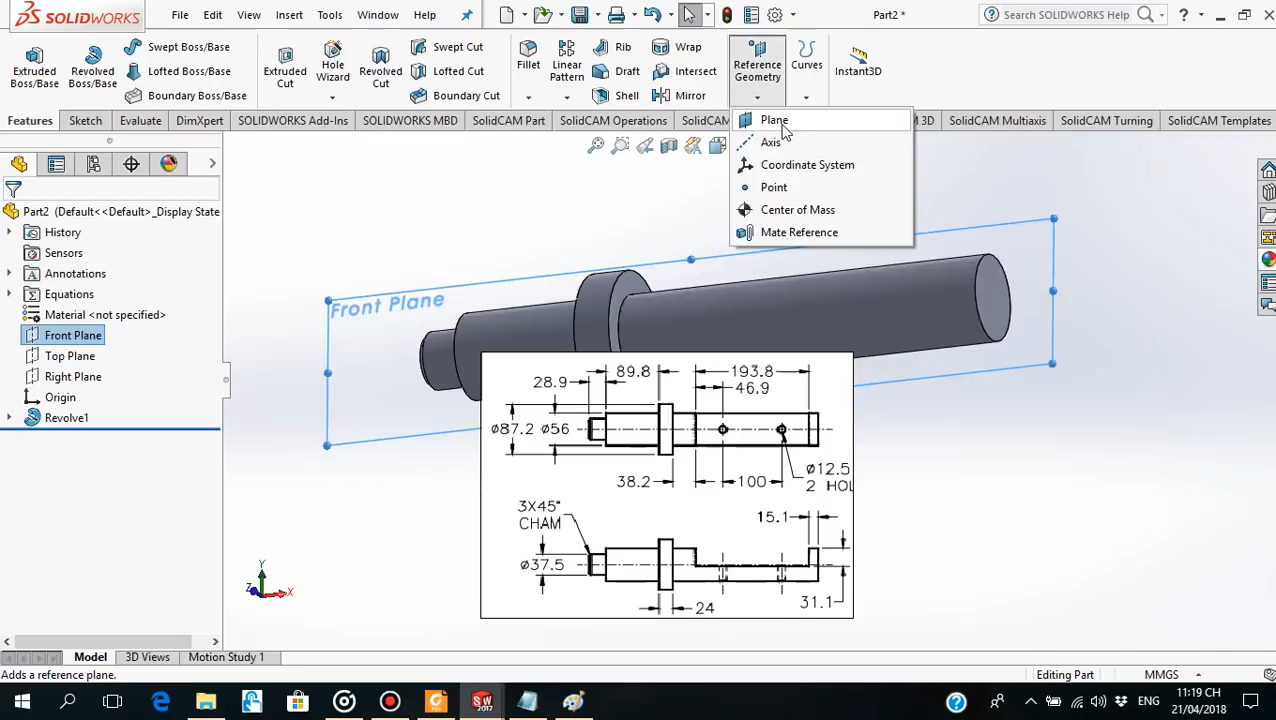 SOLIDWORKS
File
Edit
View
Insert
Tools
Window
Help
Part2 *
Search SOLIDWORKS Help
?
Extruded
Boss/Base
Revolved
Boss/Base
Swept Boss/Base
Lofted Boss/Base
Boundary Boss/Base
Extruded
Cut
Hole
Wizard
Revolved
Cut
Swept Cut
Lofted Cut
Boundary Cut
Fillet
Linear
Pattern
Rib
Draft
Shell
Wrap
Intersect
Mirror
Reference
Geometry
Curves
Instant3D
Features
Sketch
Evaluate
DimXpert
SOLIDWORKS Add-Ins
SOLIDWORKS MBD
SolidCAM Part
SolidCAM Operations
SolidCAM
3D
SolidCAM Multiaxis
SolidCAM Turning
SolidCAM Templates
Plane
Axis
Coordinate System
Point
Center of Mass
Mate Reference
Part2 (Default<<Default>_Display State
History
Sensors
Annotations
Equations
Material <not specified>
Front Plane
Top Plane
Right Plane
Origin
Revolve1
Front Plane
89.8
193.8
28.9
46.9
ø87.2
ø56
38.2
100
ø12.5
2 HOL
3X45°
CHAM
15.1
ø37.5
24
31.1
Y
Z
X
Model
3D Views
Motion Study 1
Adds a reference plane.
Editing Part
MMGS
SW
2017
ENG
11:19 CH
21/04/2018